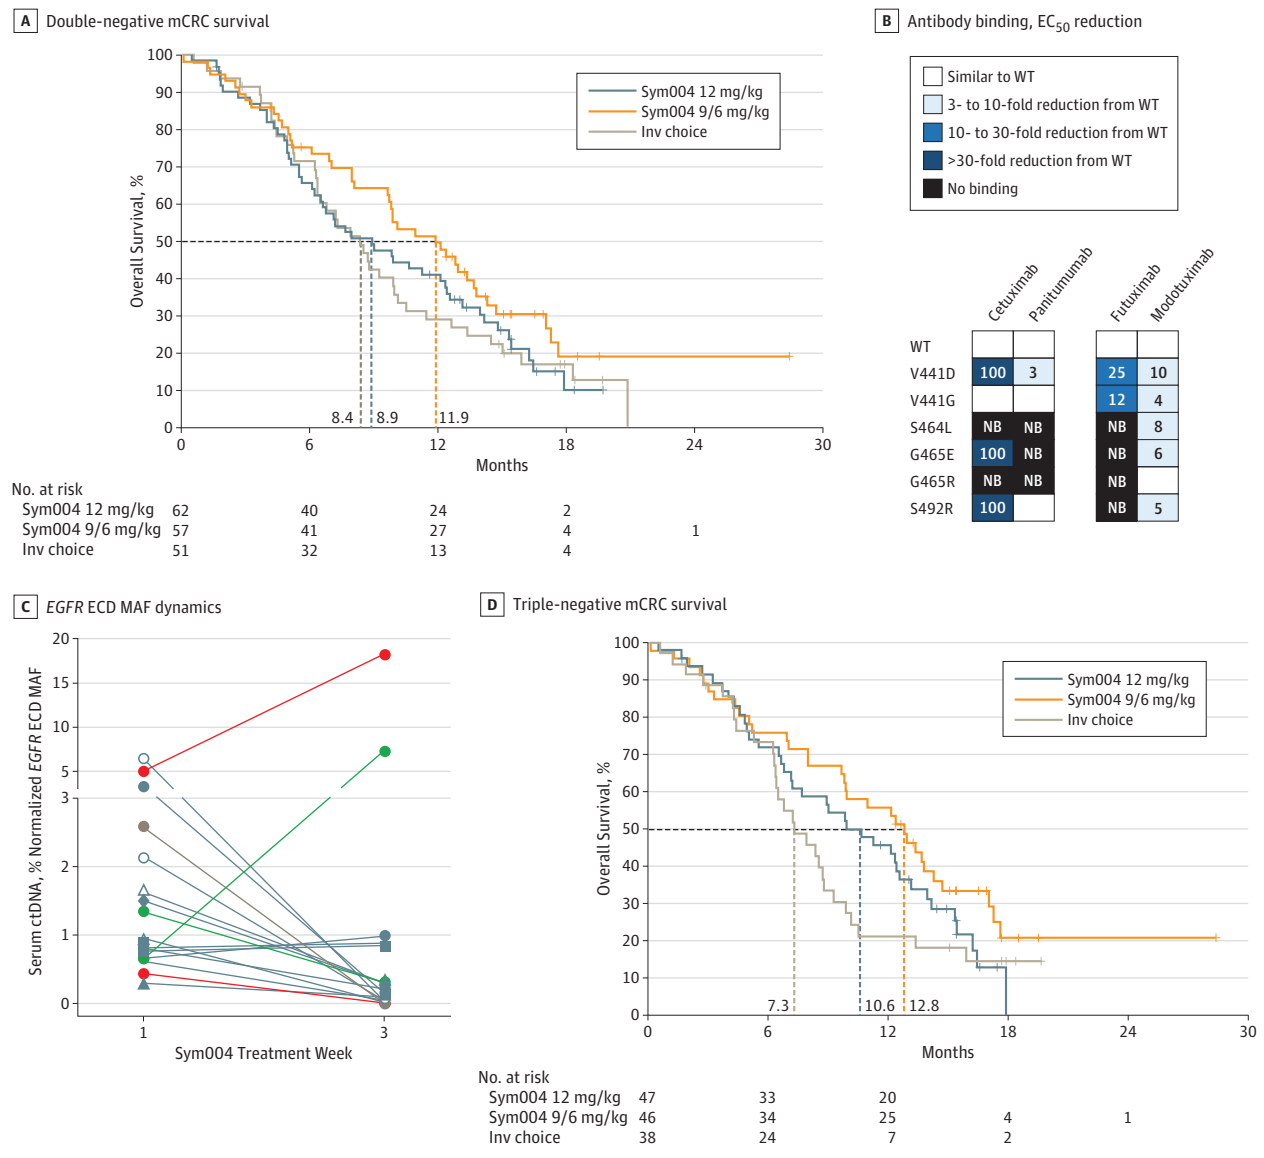 A Double-negative mCRC survival
100
90
80
70
60
50
40
30
20
10
0
Overall Survival, %
Sym004 12 mg/kg
Sym004 9/6 mg/kg
Inv choice
8.4 8.9 11.9
0 6 12 18 24 30
Months
No. at risk
Sym004 12 mg/kg 62 40 24 2
Sym004 9/6 mg/kg 57 41 27 4 1
Inv choice 51 32 13 4
B Antibody binding, EC50 reduction
Similar to WT
3- to 10-fold reduction from WT
10- to 30-fold reduction from WT
>30-fold reduction from WT
No binding
Cetuximab Panitumumab Futuximab Modotuximab
WT
V441D 100 3 25 10
V441G 12 4
S464L NB NB NB 8
G465E 100 NB NB 6
G465R NB NB NB
S492R 100 NB 5
C EGFR ECD MAF dynamics
20
15
10
5
3
2
1
0
Serum ctDNA, % Normalized EGFR ECD MAF
1 3
Sym004 Treatment Week
D Triple-negative mCRC survival
100
90
80
70
60
50
40
30
20
10
0
Overall Survival, %
Sym004 12 mg/kg
Sym004 9/6 mg/kg
Inv choice
7.3 10.6 12.8
0 6 12 18 24 30
Months
No. at risk
Sym004 12 mg/kg 47 33 20
Sym004 9/6 mg/kg 46 34 25 4 1
Inv choice 38 24 7 2